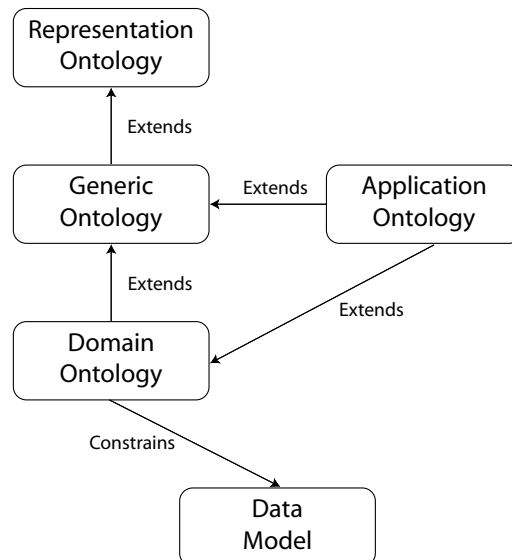 Representation
Ontology
Extends
Generic
Ontology
Extends
Application
Ontology
Extends
Extends
Domain
Ontology
Constrains
Data
Model